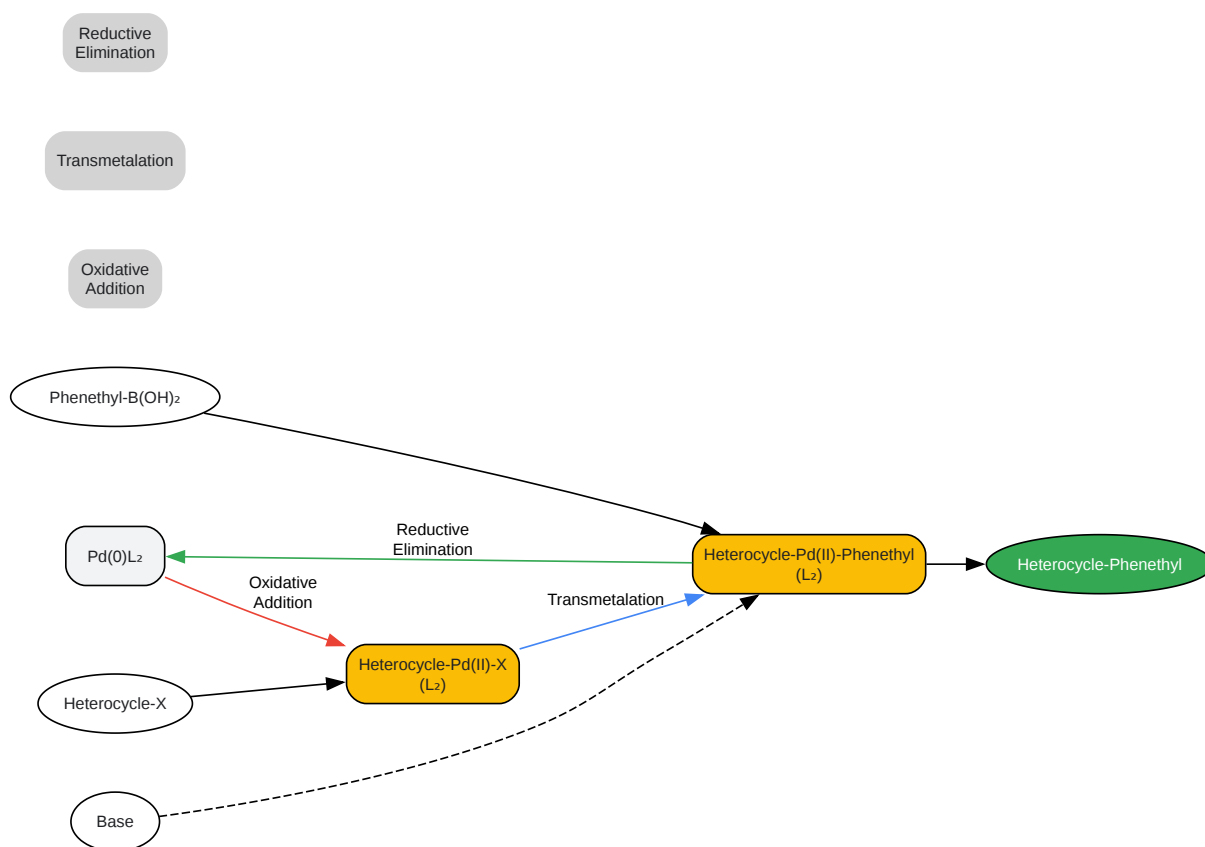 Reductive
Elimination
Transmetalation
Oxidative
Addition
Phenethyl-B(OH)₂
Reductive
Elimination
Pd(0)L₂
Heterocycle-Pd(II)-Phenethyl
(L₂)
Heterocycle-Phenethyl
Oxidative
Addition
Transmetalation
Heterocycle-Pd(II)-X
(L₂)
Heterocycle-X
Base